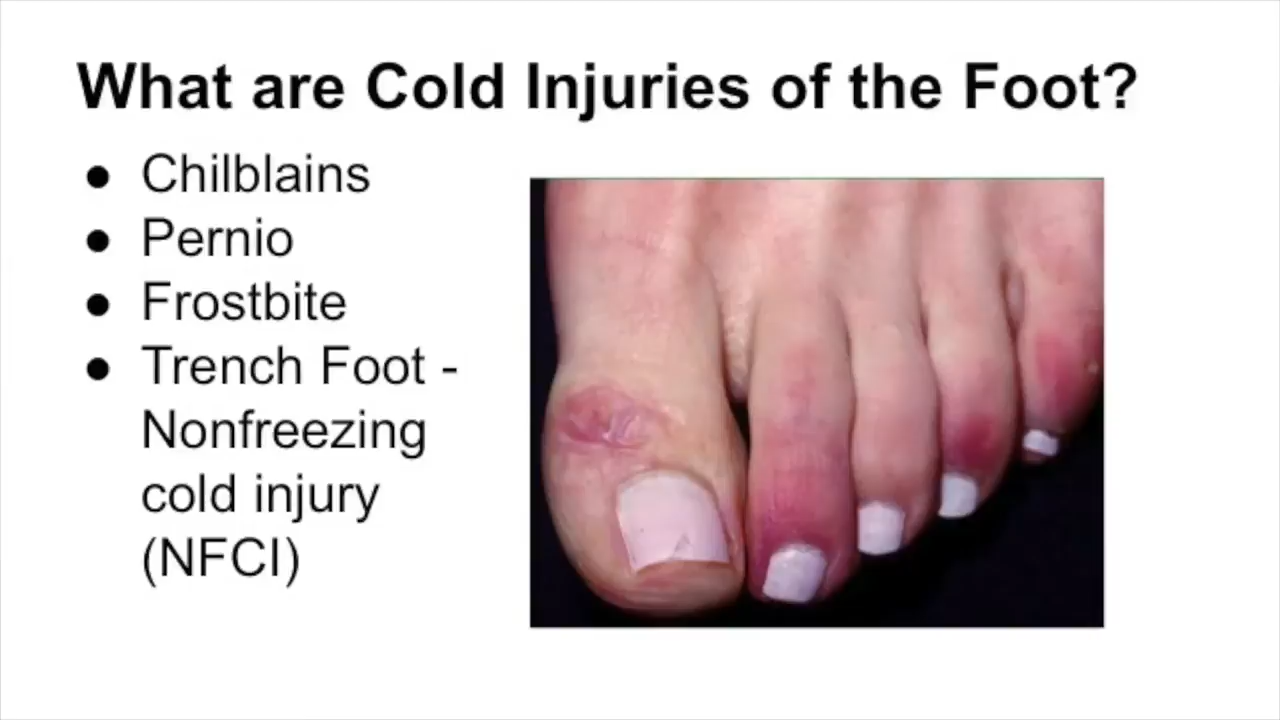 What are Cold Injuries of the Foot?
● Chilblains
● Pernio
● Frostbite
● Trench Foot -
Nonfreezing
cold injury
(NFCI)